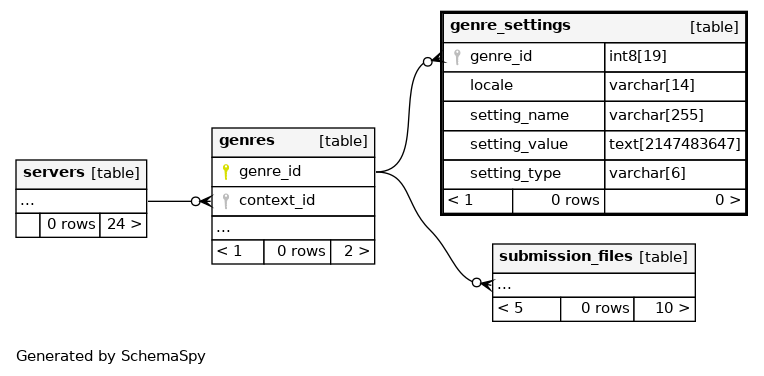 genre_settings [table]
genre_id int8[19]
locale varchar[14]
setting_name varchar[255]
setting_value text[2147483647]
setting_type varchar[6]
< 1 0 rows 0 >
genres [table]
genre_id
context_id
...
< 1 0 rows 2 >
servers [table]
...
0 rows 24 >
submission_files [table]
...
< 5 0 rows 10 >
Generated by SchemaSpy